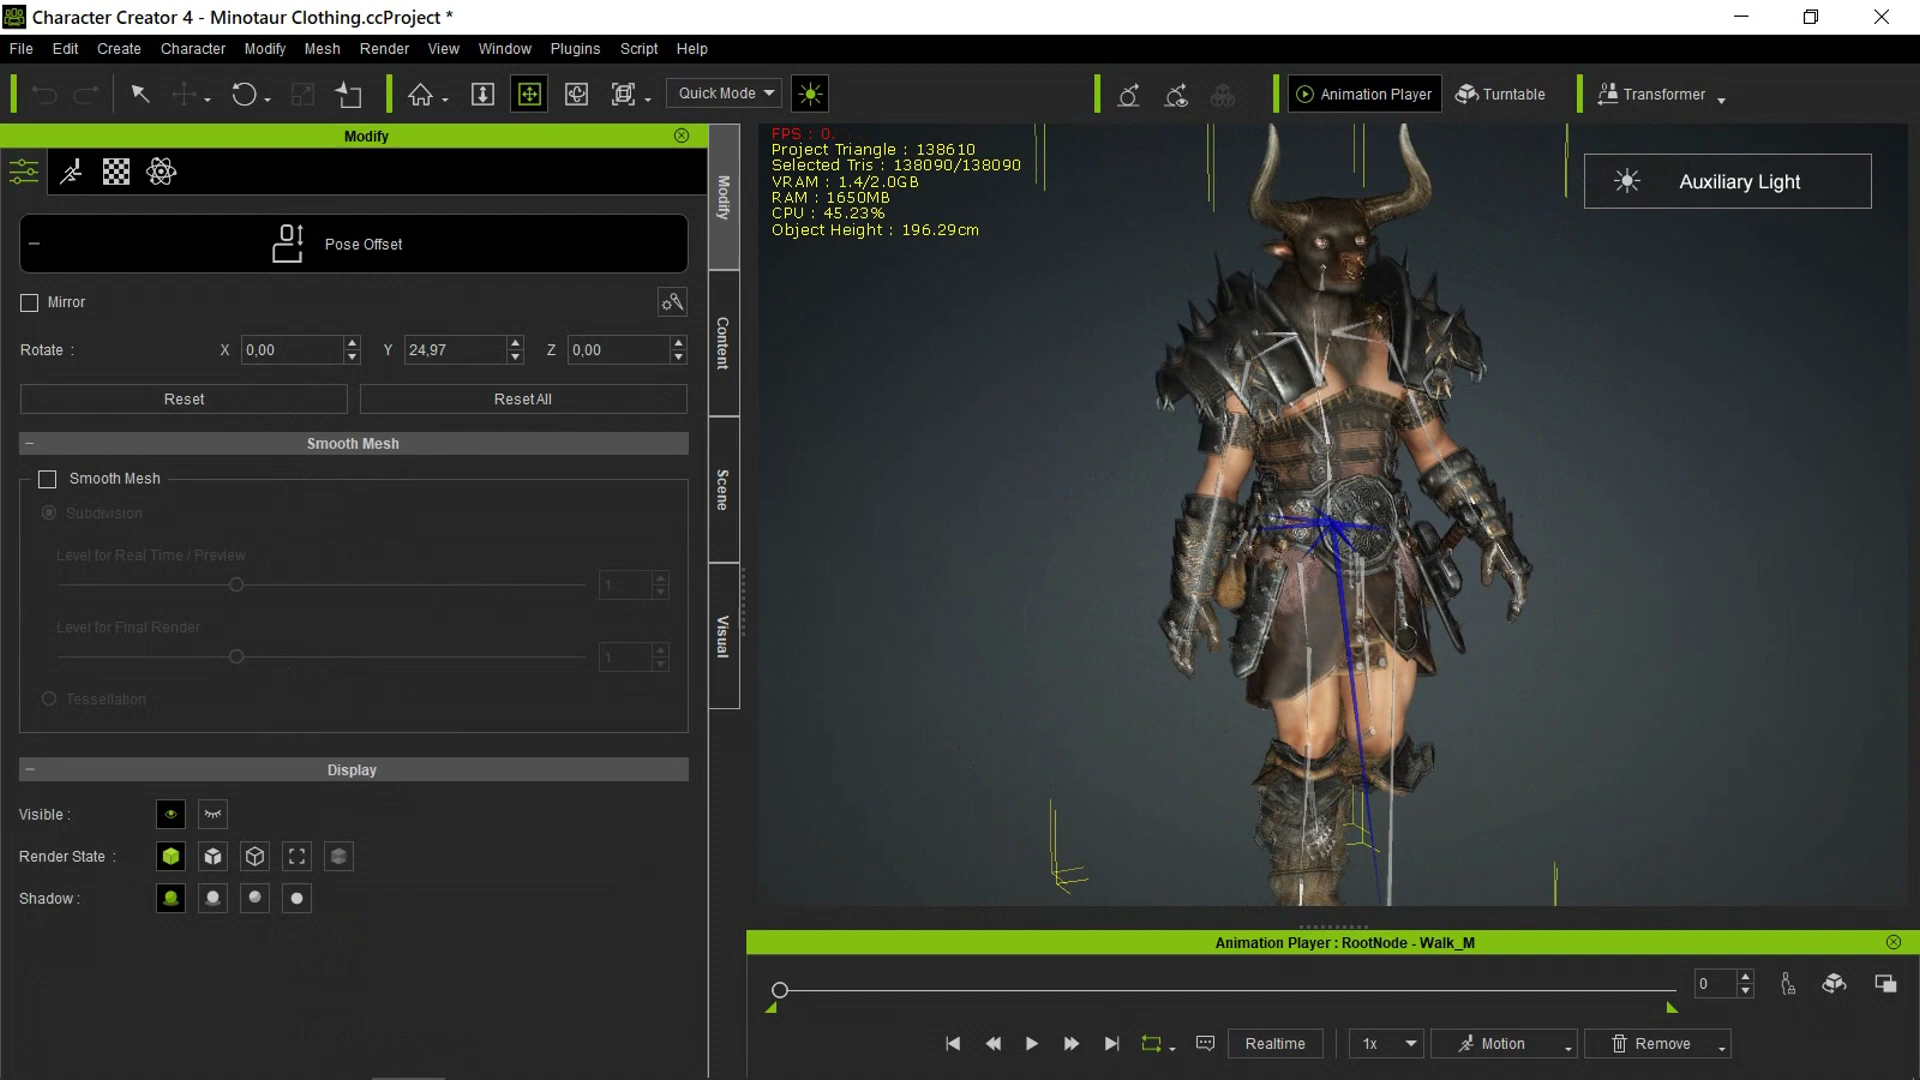 Character Creator 4 - Minotaur Clothing.ccProject *
File Edit Create Character Modify Mesh Render View Window Plugins Script Help
Quick Mode Animation Player Turntable Transformer
Modify
Pose Offset
Mirror
Rotate : X 0,00 Y 24,97 Z 0,00
Reset Reset All
Smooth Mesh
Smooth Mesh
Subdivision
Level for Real Time / Preview
1
Level for Final Render
1
Tessellation
Display
Visible :
Render State :
Shadow :
Modify
Content
Scene
Visual
FPS : 0.
Project Triangle : 138610
Selected Tris : 138090/138090
VRAM : 1.4/2.0GB
RAM : 1650MB
CPU : 45.23%
Object Height : 196.29cm
Auxiliary Light
Animation Player : RootNode - Walk_M
0
Realtime 1x Motion Remove